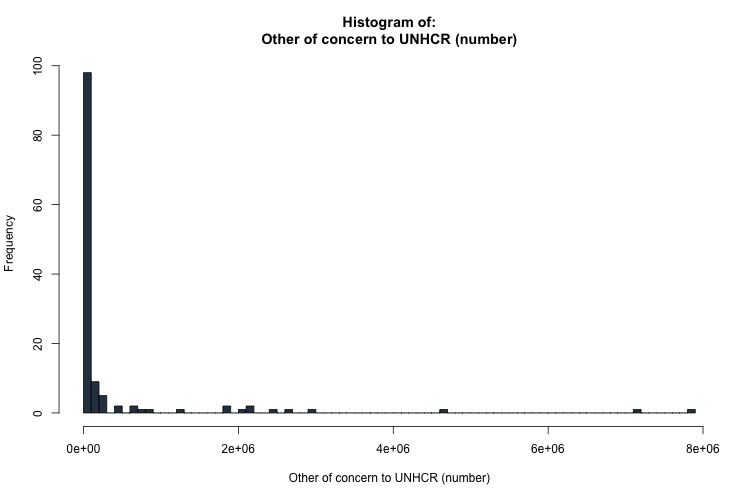 Histogram of:
Other of concern to UNHCR (number)
100
80
60
40
20
0
Frequency
0e+00 2e+06 4e+06 6e+06 8e+06
Other of concern to UNHCR (number)